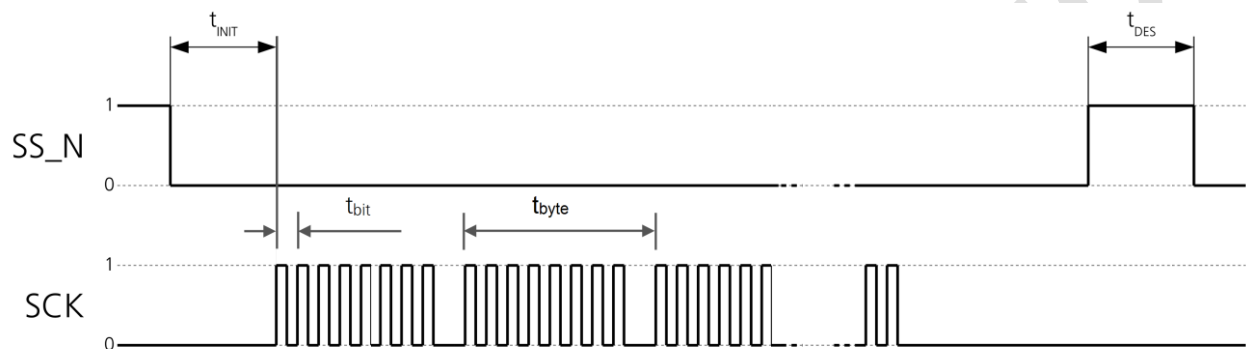 tINIT
tDES
1
SS_N
0
tbit
tbyte
1
SCK
0